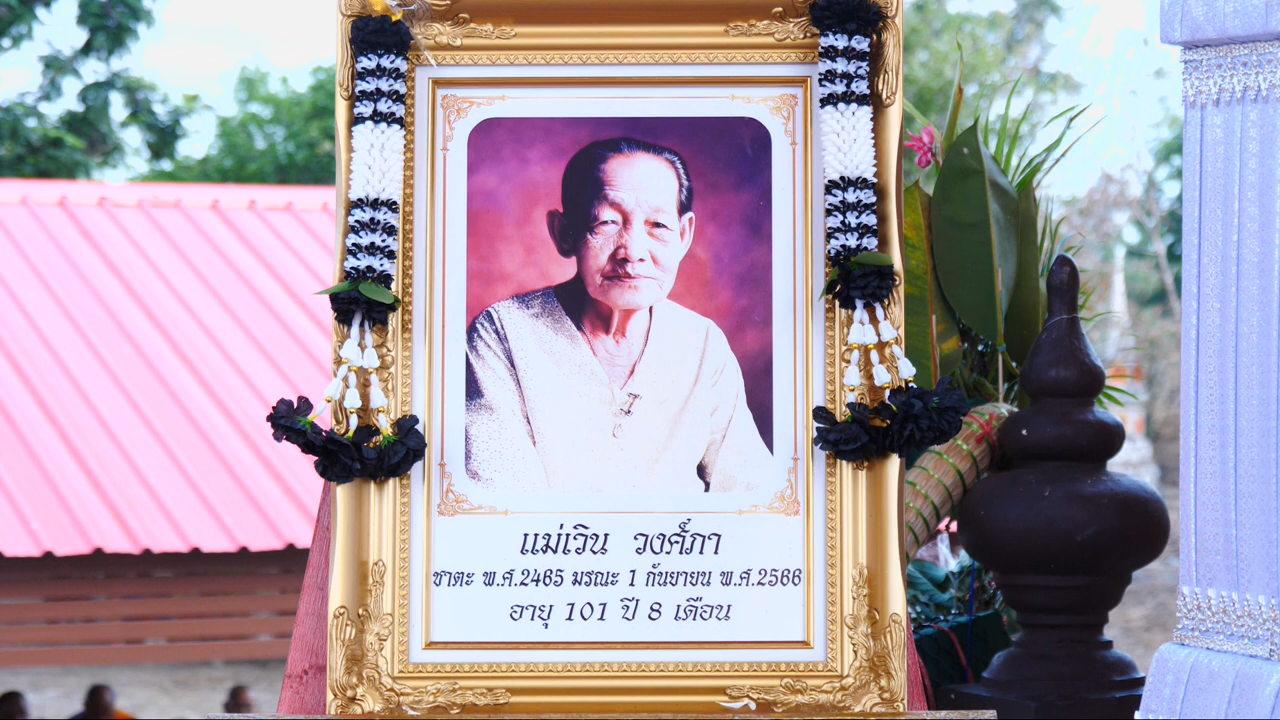 แม่เวิน วงศ์ภา
ชาตะ พ.ศ.2465 มรณะ 1 กันยายน พ.ศ.2566
อายุ 101 ปี 8 เดือน